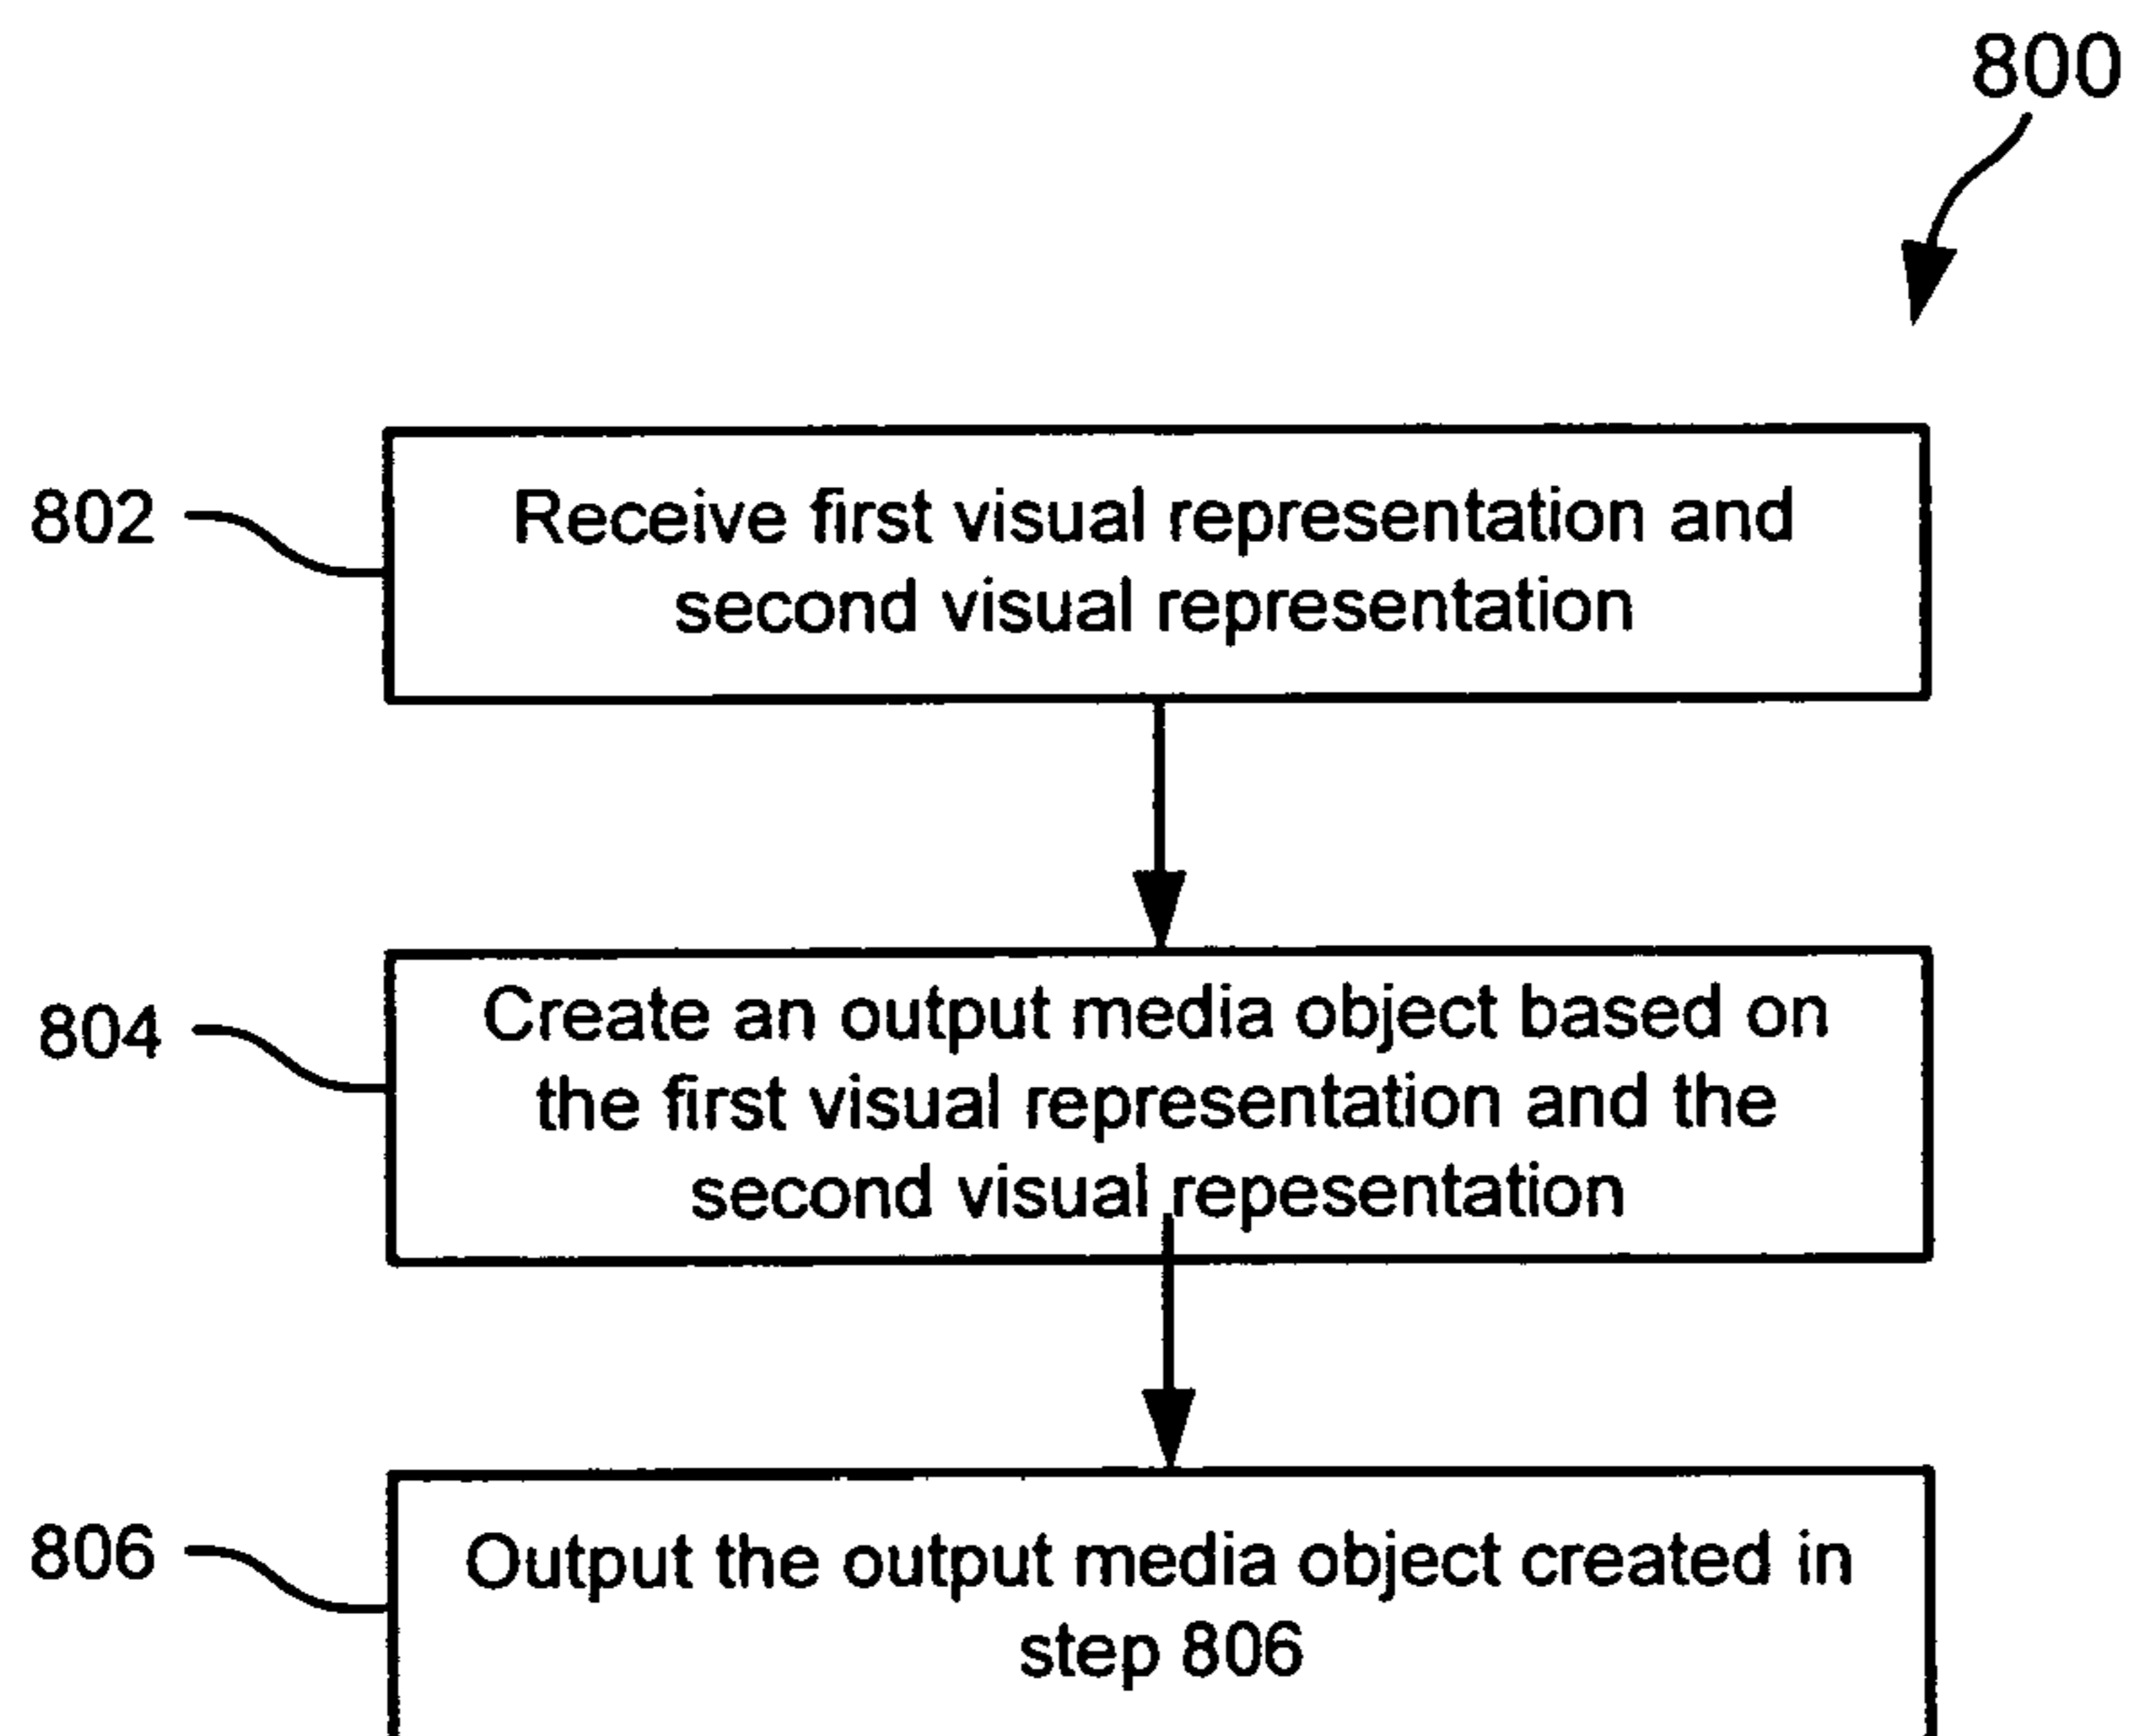 800
802
Receive first visual representation and
second visual representation
804
Create an output media object based on
the first visual representation and the
second visual repesentation
806
Output the output media object created in
step 806